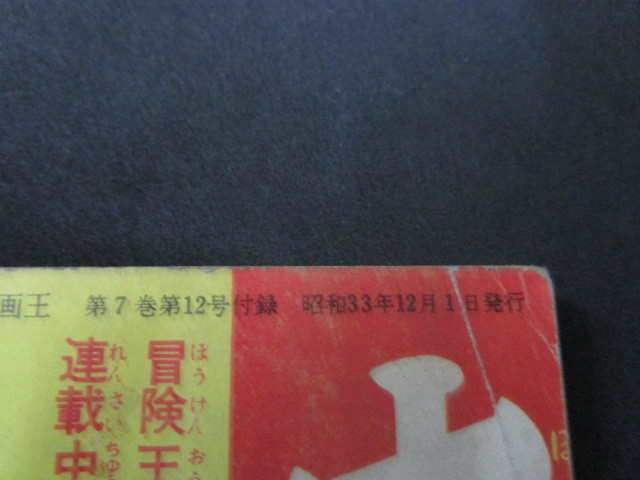 画王 第7巻第12号付録 昭和33年12月1日発行
冒険王
ぼうけんおう
連載中
れんさいちゆう